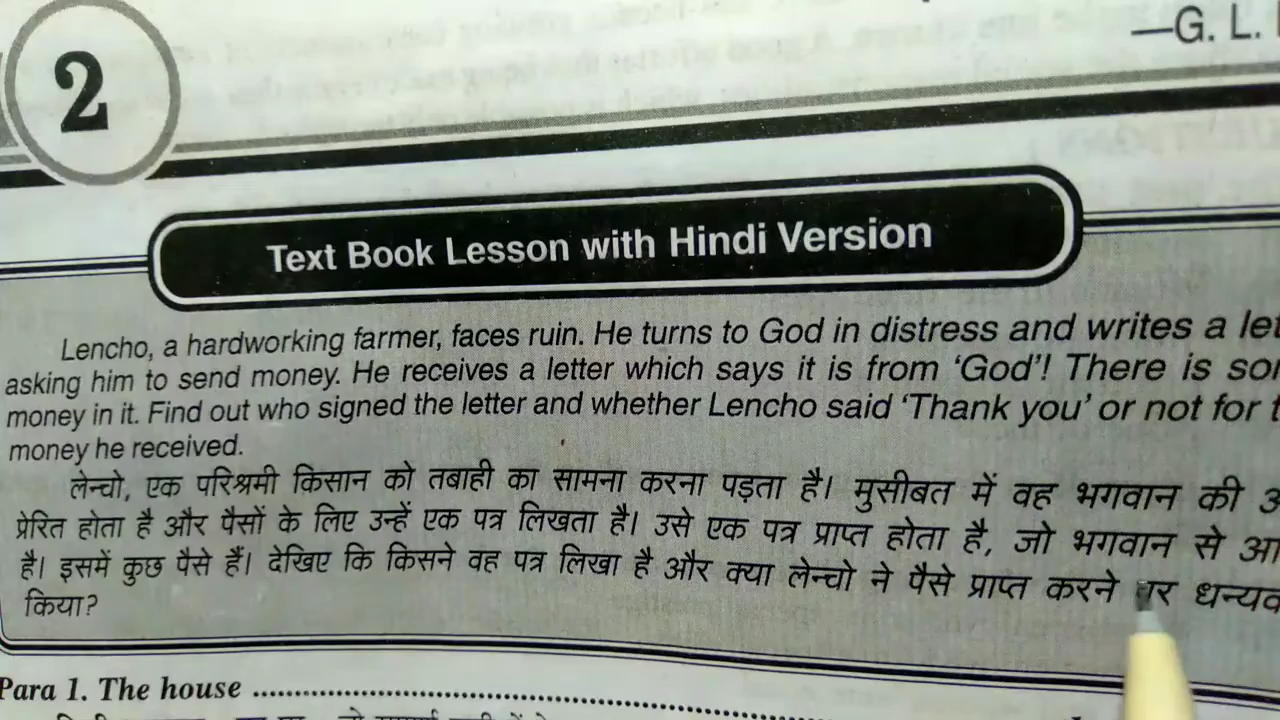 2
—G. L.
Text Book Lesson with Hindi Version
Lencho, a hardworking farmer, faces ruin. He turns to God in distress and writes a
asking him to send money. He receives a letter which says it is from ‘God’! There is
money in it. Find out who signed the letter and whether Lencho said ‘Thank you’ or not for
money he received.
लेन्चो, एक परिश्रमी किसान को तबाही का सामना करना पड़ता है। मुसीबत में वह भगवान की
प्रेरित होता है और पैसों के लिए उन्हें एक पत्र लिखता है। उसे एक पत्र प्राप्त होता है, जो भगवान से
है। इसमें कुछ पैसे हैं। देखिए कि किसने वह पत्र लिखा है और क्या लेन्चो ने पैसे प्राप्त करने पर
किया?
Para 1. The house ........................................